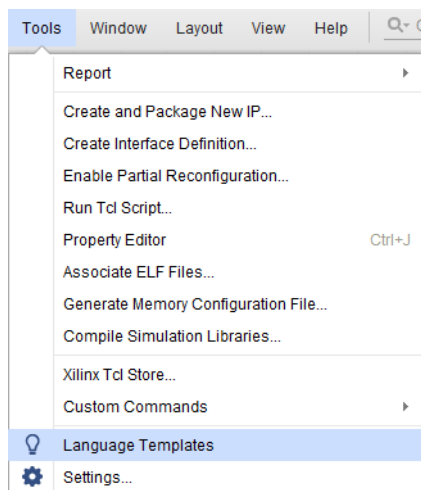 Tools Window Layout View Help
Report
Create and Package New IP...
Create Interface Definition...
Enable Partial Reconfiguration...
Run Tcl Script...
Property Editor Ctrl+J
Associate ELF Files...
Generate Memory Configuration File...
Compile Simulation Libraries...
Xilinx Tcl Store...
Custom Commands
Language Templates
Settings...